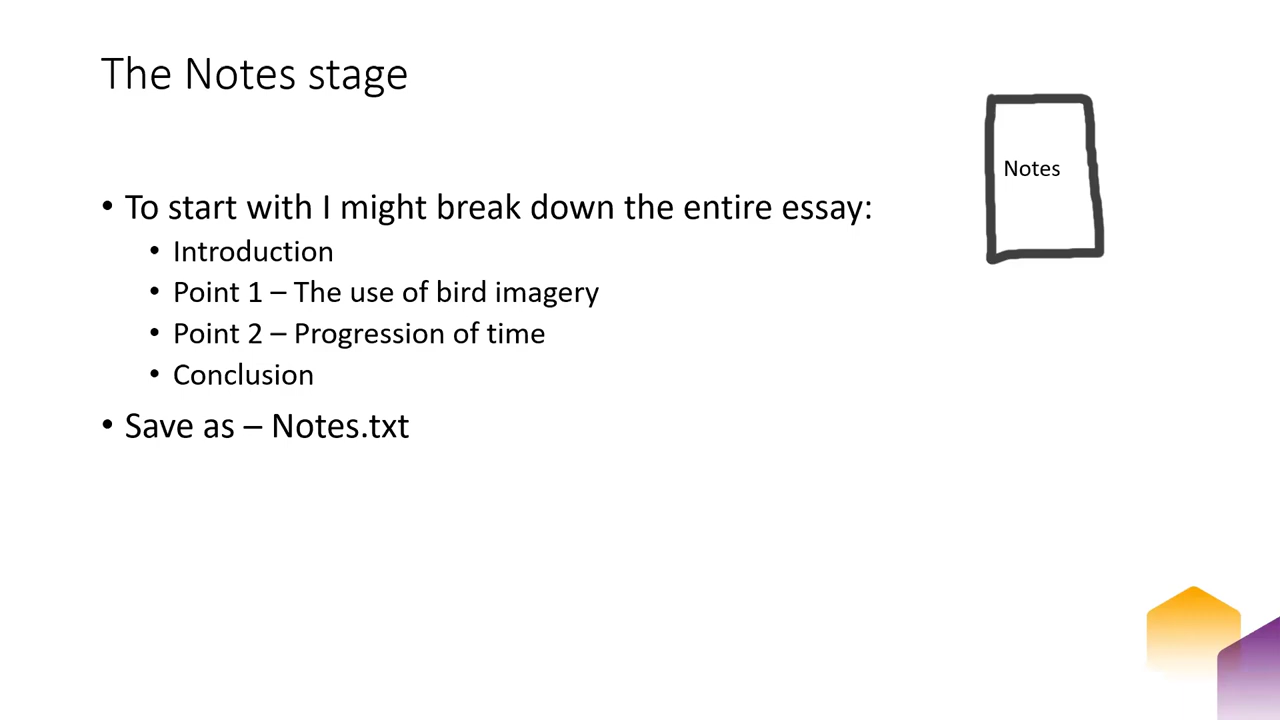 The Notes stage
Notes
• To start with I might break down the entire essay:
• Introduction
• Point 1 – The use of bird imagery
• Point 2 – Progression of time
• Conclusion
• Save as – Notes.txt